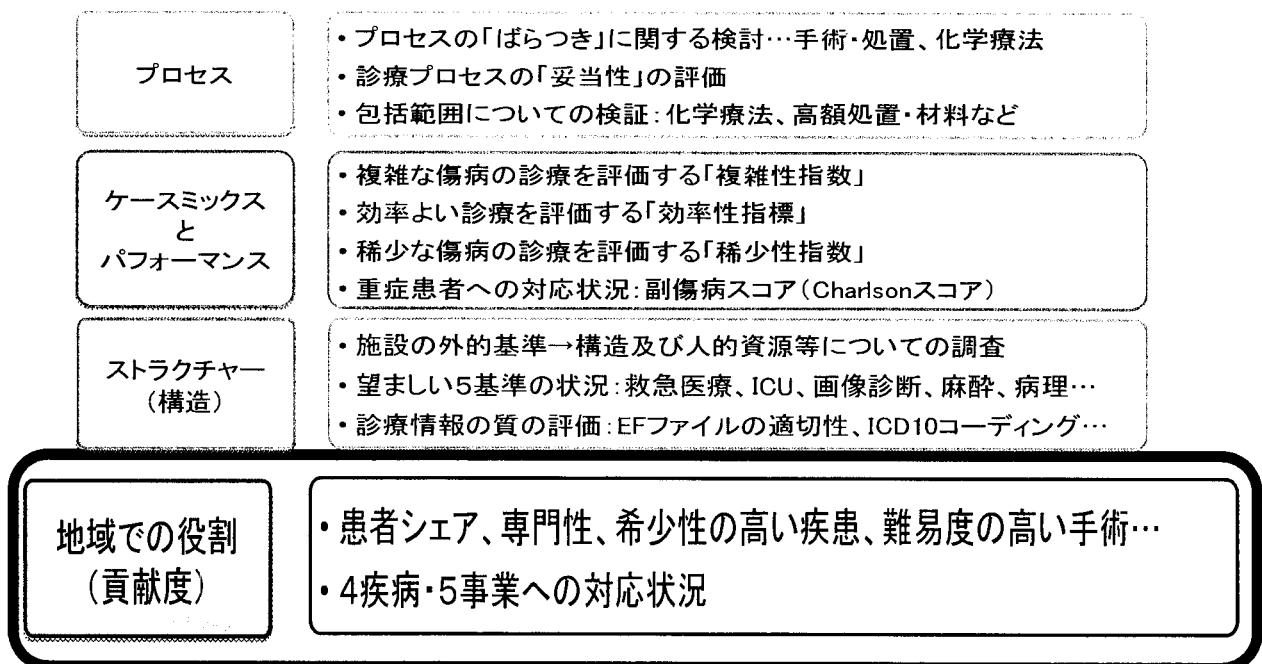 プロセス
・プロセスの「ばらつき」に関する検討…手術・処置、化学療法
・診療プロセスの「妥当性」の評価
・包括範囲についての検証：化学療法、高額処置・材料など
ケースミックス
と
パフォーマンス
・複雑な傷病の診療を評価する「複雑性指数」
・効率よい診療を評価する「効率性指標」
・稀少な傷病の診療を評価する「稀少性指数」
・重症患者への対応状況：副傷病スコア（Charlsonスコア）
ストラクチャー
（構造）
・施設の外的基準→構造及び人的資源等についての調査
・望ましい5基準の状況：救急医療、ICU、画像診断、麻酔、病理…
・診療情報の質の評価：EFファイルの適切性、ICD10コーディング…
地域での役割
（貢献度）
・患者シェア、専門性、希少性の高い疾患、難易度の高い手術…
・4疾病・5事業への対応状況